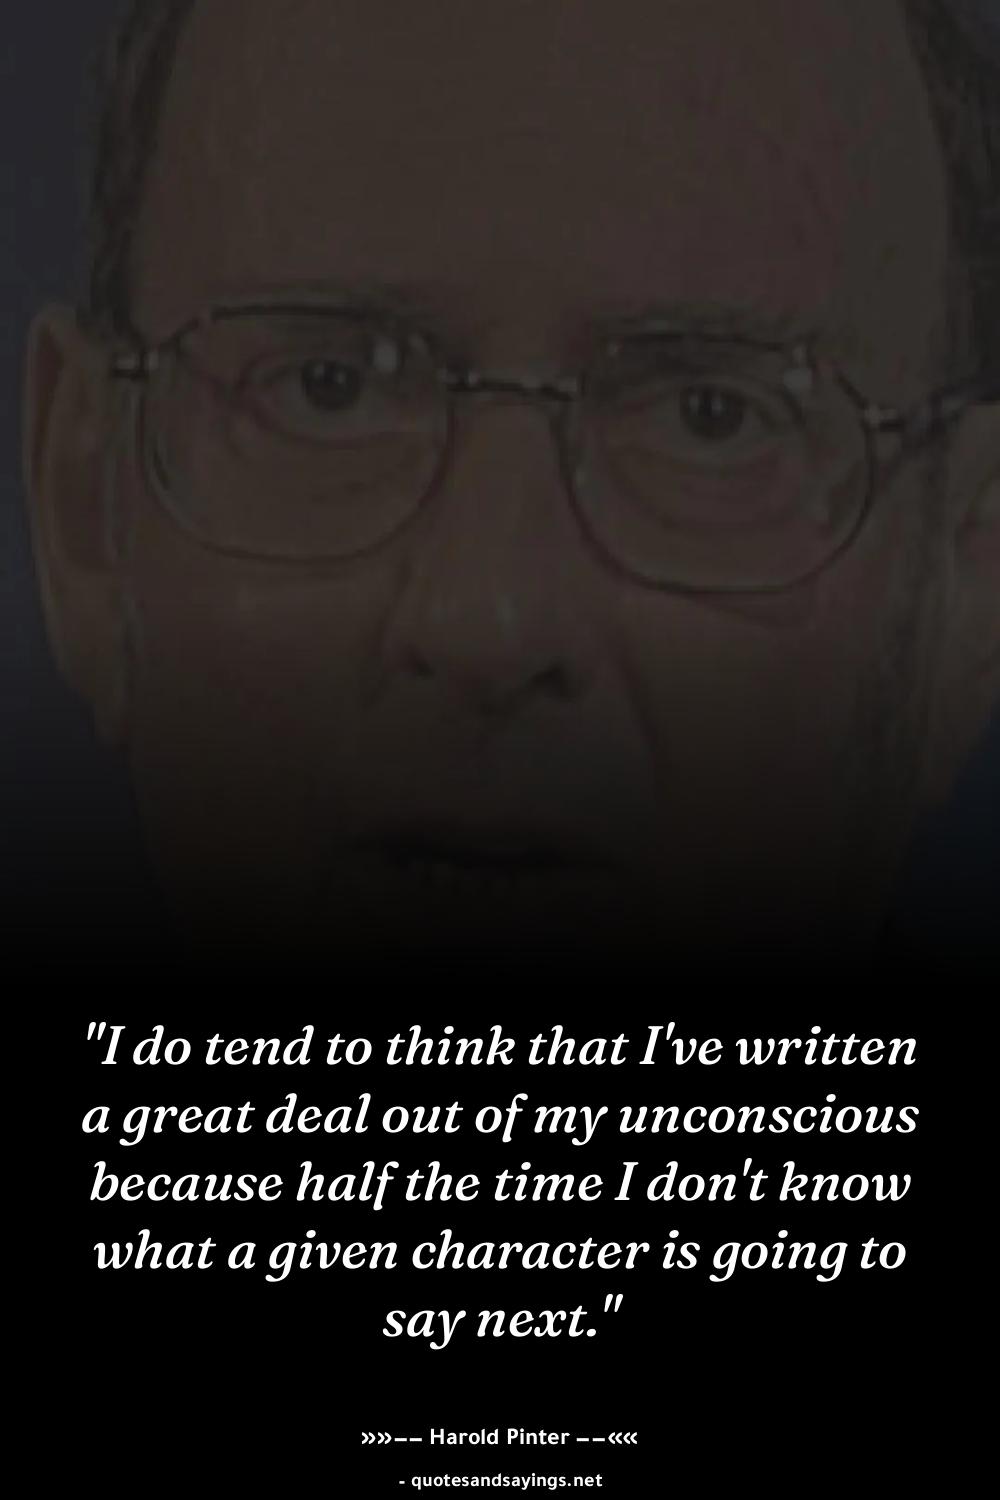 "I do tend to think that I've written
a great deal out of my unconscious
because half the time I don't know
what a given character is going to
say next."
»»–– Harold Pinter ––««
- quotesandsayings.net